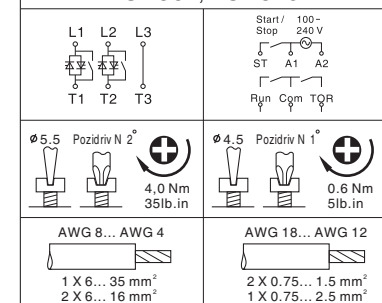 L1 L2 L3
T1 T2 T3
Start / 100-
Stop 240 V
ST A1 A2
Run Com TOR
ø 5.5 Pozidriv N 2°
4,0 Nm
35lb.in
ø 4.5 Pozidriv N 1°
0.6 Nm
5lb.in
AWG 8... AWG 4
1 X 6... 35 mm²
2 X 6... 16 mm²
AWG 18... AWG 12
2 X 0.75... 1.5 mm²
1 X 0.75... 2.5 mm²